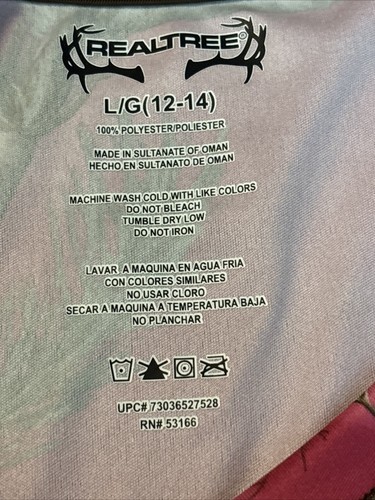 REALTREE®
L/G(12-14)
100% POLYESTER/POLIESTER
MADE IN SULTANATE OF OMAN
HECHO EN SULTANATO DE OMAN
MACHINE WASH COLD WITH LIKE COLORS
DO NOT BLEACH
TUMBLE DRY LOW
DO NOT IRON
LAVAR A MAQUINA EN AGUA FRIA
CON COLORES SIMILARES
NO USAR CLORO
SECAR A MAQUINA A TEMPERATURA BAJA
NO PLANCHAR
UPC# 73036527528
RN# 53166